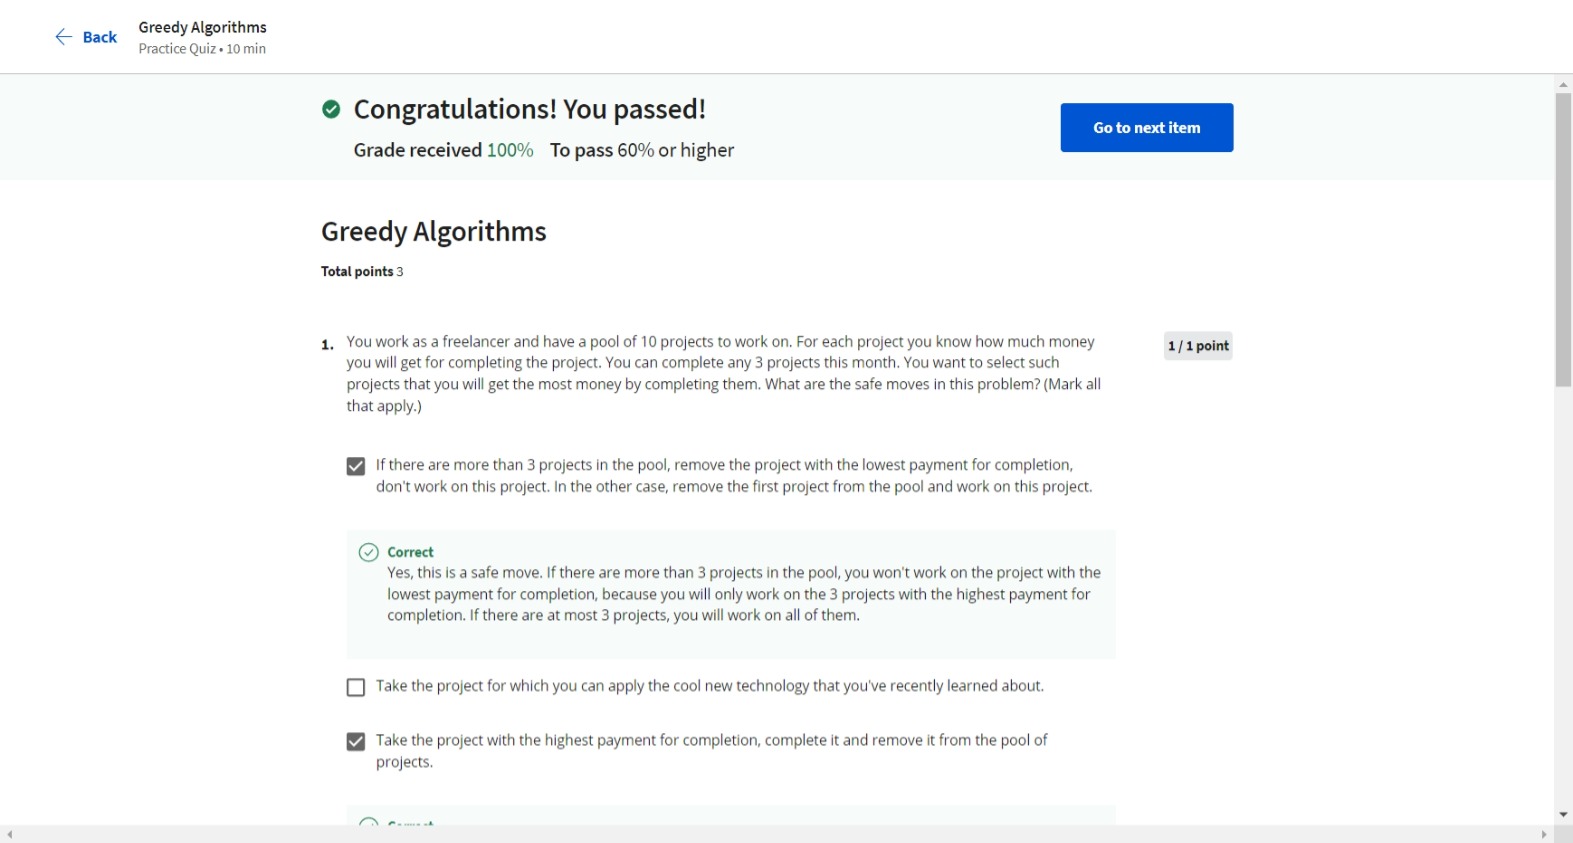 Back
Greedy Algorithms
Practice Quiz • 10 min
Congratulations! You passed!
Grade received 100% To pass 60% or higher
Go to next item
Greedy Algorithms
Total points 3
1. You work as a freelancer and have a pool of 10 projects to work on. For each project you know how much money
you will get for completing the project. You can complete any 3 projects this month. You want to select such
projects that you will get the most money by completing them. What are the safe moves in this problem? (Mark all
that apply.)
1 / 1 point
If there are more than 3 projects in the pool, remove the project with the lowest payment for completion,
don't work on this project. In the other case, remove the first project from the pool and work on this project.
Correct
Yes, this is a safe move. If there are more than 3 projects in the pool, you won't work on the project with the
lowest payment for completion, because you will only work on the 3 projects with the highest payment for
completion. If there are at most 3 projects, you will work on all of them.
Take the project for which you can apply the cool new technology that you've recently learned about.
Take the project with the highest payment for completion, complete it and remove it from the pool of
projects.